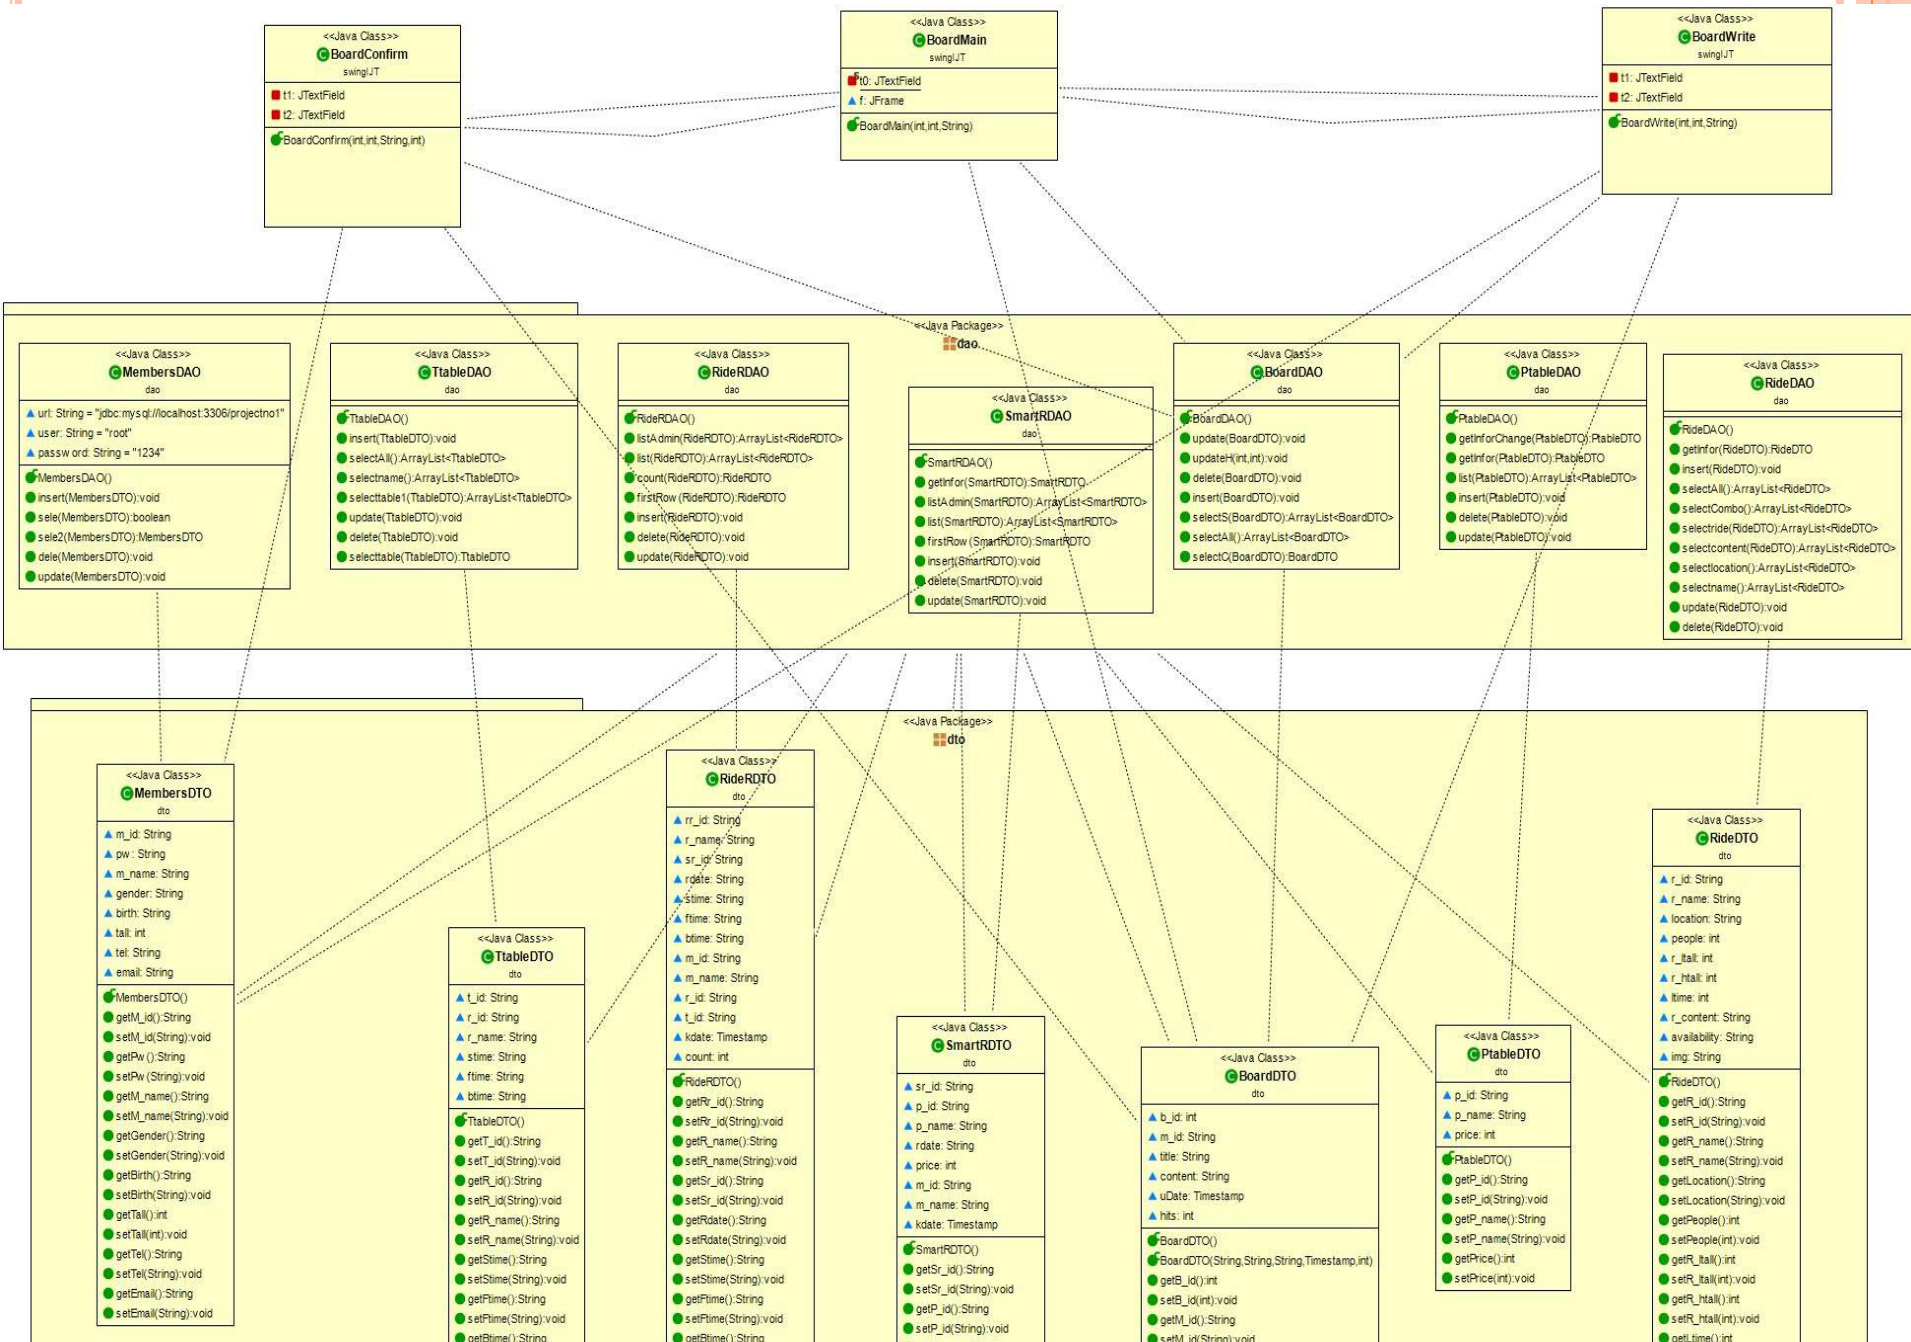 <<Java Class>>
BoardConfirm
swingIJT
t1: JTextField
t2: JTextField
BoardConfirm(int,int,String,int)
<<Java Class>>
BoardMain
swingIJT
t0: JTextField
f: JFrame
BoardMain(int,int,String)
<<Java Class>>
BoardWrite
swingIJT
t1: JTextField
t2: JTextField
BoardWrite(int,int,String)
<<Java Package>>
dao
<<Java Class>>
MembersDAO
dao
url: String = "jdbc:mysql://localhost:3306/projectno1"
user: String = "root"
password: String = "1234"
MembersDAO()
insert(MembersDTO):void
sele(MembersDTO):boolean
sele2(MembersDTO):MembersDTO
dele(MembersDTO):void
update(MembersDTO):void
<<Java Class>>
TtableDAO
dao
TtableDAO()
insert(TtableDTO):void
selectAll():ArrayList<TtableDTO>
selectname():ArrayList<TtableDTO>
selecttable1(TtableDTO):ArrayList<TtableDTO>
update(TtableDTO):void
delete(TtableDTO):void
selecttable(TtableDTO):TtableDTO
<<Java Class>>
RideRDAO
dao
RideRDAO()
listAdmin(RideRDTO):ArrayList<RideRDTO>
list(RideRDTO):ArrayList<RideRDTO>
count(RideRDTO):RideRDTO
firstRow(RideRDTO):RideRDTO
insert(RideRDTO):void
delete(RideRDTO):void
update(RideRDTO):void
<<Java Class>>
SmartRDAO
dao
SmartRDAO()
getInfor(SmartRDTO):SmartRDTO
listAdmin(SmartRDTO):ArrayList<SmartRDTO>
list(SmartRDTO):ArrayList<SmartRDTO>
firstRow(SmartRDTO):SmartRDTO
insert(SmartRDTO):void
delete(SmartRDTO):void
update(SmartRDTO):void
<<Java Class>>
BoardDAO
dao
BoardDAO()
update(BoardDTO):void
updateH(int,int):void
delete(BoardDTO):void
insert(BoardDTO):void
selectS(BoardDTO):ArrayList<BoardDTO>
selectAll():ArrayList<BoardDTO>
selectC(BoardDTO):BoardDTO
<<Java Class>>
PtableDAO
dao
PtableDAO()
getInforChange(PtableDTO):PtableDTO
getInfor(PtableDTO):PtableDTO
list(PtableDTO):ArrayList<PtableDTO>
insert(PtableDTO):void
delete(PtableDTO):void
update(PtableDTO):void
<<Java Class>>
RideDAO
dao
RideDAO()
getInfor(RideDTO):RideDTO
insert(RideDTO):void
selectAll():ArrayList<RideDTO>
selectCombo():ArrayList<RideDTO>
selectride(RideDTO):ArrayList<RideDTO>
selectcontent(RideDTO):ArrayList<RideDTO>
selectlocation():ArrayList<RideDTO>
selectname():ArrayList<RideDTO>
update(RideDTO):void
delete(RideDTO):void
<<Java Package>>
dto
<<Java Class>>
MembersDTO
dto
m_id: String
pw: String
m_name: String
gender: String
birth: String
tall: int
tel: String
email: String
MembersDTO()
getM_id():String
setM_id(String):void
getPw():String
setPw(String):void
getM_name():String
setM_name(String):void
getGender():String
setGender(String):void
getBirth():String
setBirth(String):void
getTall():int
setTall(int):void
getTel():String
setTel(String):void
getEmail():String
setEmail(String):void
<<Java Class>>
TtableDTO
dto
t_id: String
r_id: String
r_name: String
stime: String
ftime: String
btime: String
TtableDTO()
getT_id():String
setT_id(String):void
getR_id():String
setR_id(String):void
getR_name():String
setR_name(String):void
getStime():String
setStime(String):void
getFtime():String
setFtime(String):void
getBtime():String
<<Java Class>>
RideRDTO
dto
rr_id: String
r_name: String
sr_id: String
rdate: String
stime: String
ftime: String
btime: String
m_id: String
m_name: String
r_id: String
t_id: String
kdate: Timestamp
count: int
RideRDTO()
getRr_id():String
setRr_id(String):void
getR_name():String
setR_name(String):void
getSr_id():String
setSr_id(String):void
getRdate():String
setRdate(String):void
getStime():String
setStime(String):void
getFtime():String
setFtime(String):void
getBtime():String
<<Java Class>>
SmartRDTO
dto
sr_id: String
p_id: String
p_name: String
rdate: String
price: int
m_id: String
m_name: String
kdate: Timestamp
SmartRDTO()
getSr_id():String
setSr_id(String):void
getP_id():String
setP_id(String):void
<<Java Class>>
BoardDTO
dto
b_id: int
m_id: String
title: String
content: String
uDate: Timestamp
hits: int
BoardDTO()
BoardDTO(String,String,String,Timestamp,int)
getB_id():int
setB_id(int):void
getM_id():String
setM_id(String):void
<<Java Class>>
PtableDTO
dto
p_id: String
p_name: String
price: int
PtableDTO()
getP_id():String
setP_id(String):void
getP_name():String
setP_name(String):void
getPrice():int
setPrice(int):void
<<Java Class>>
RideDTO
dto
r_id: String
r_name: String
location: String
people: int
r_ltall: int
r_htall: int
ltime: int
r_content: String
availability: String
img: String
RideDTO()
getR_id():String
setR_id(String):void
getR_name():String
setR_name(String):void
getLocation():String
setLocation(String):void
getPeople():int
setPeople(int):void
getR_ltall():int
setR_ltall(int):void
getR_htall():int
setR_htall(int):void
getLtime():int